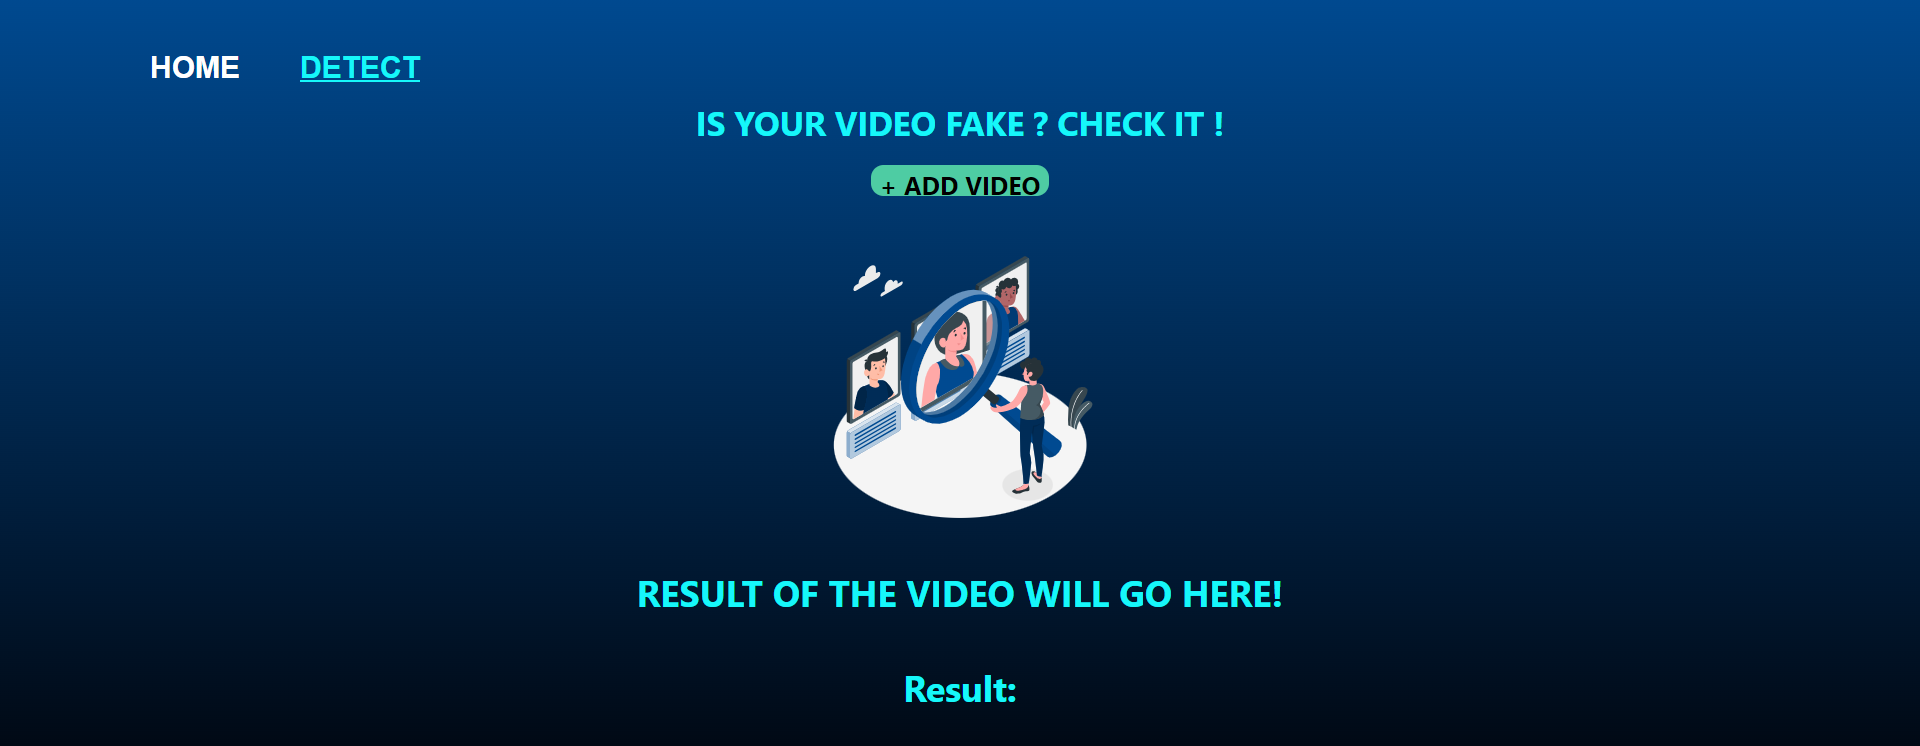 HOME DETECT
IS YOUR VIDEO FAKE ? CHECK IT !
+ ADD VIDEO
RESULT OF THE VIDEO WILL GO HERE!
Result: